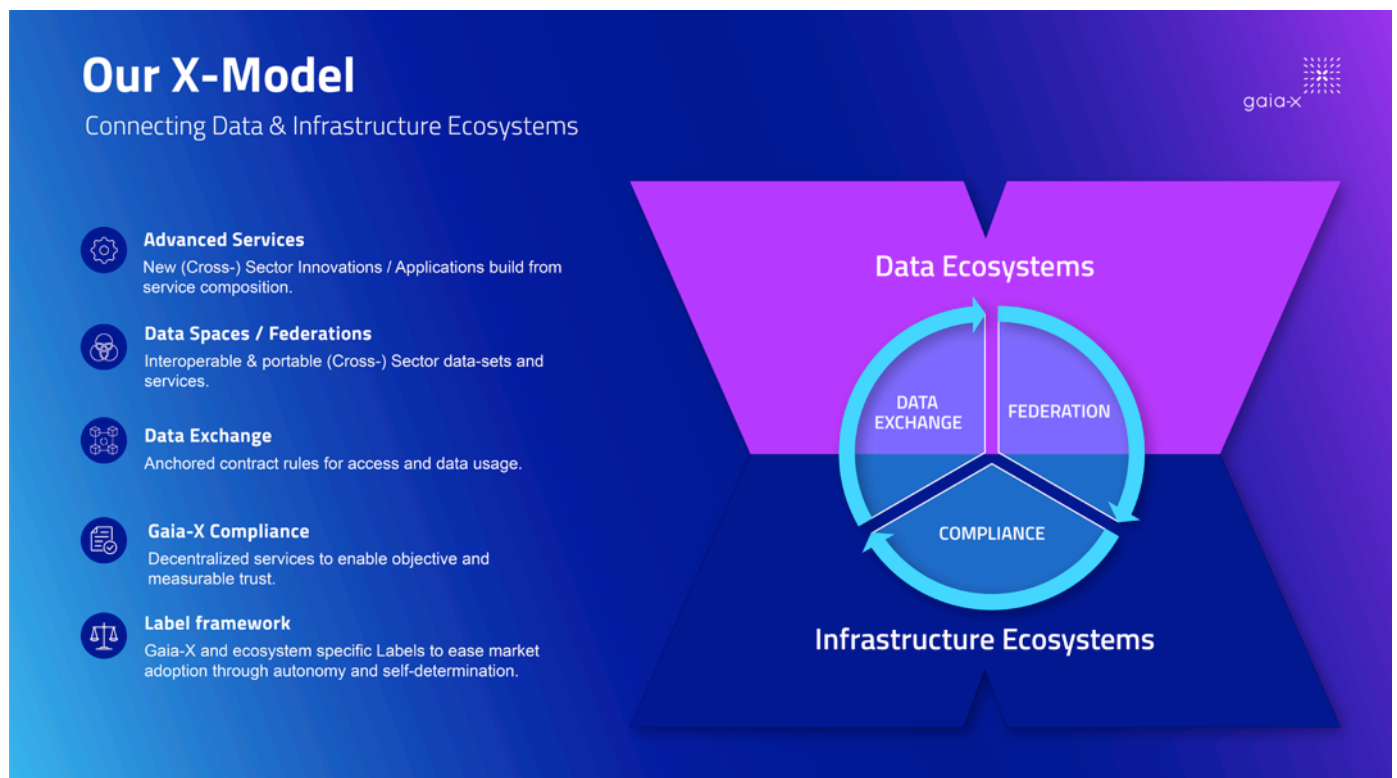 Our X-Model
Connecting Data & Infrastructure Ecosystems
gaia-x
Advanced Services
New (Cross-) Sector Innovations / Applications build from
service composition.
Data Spaces / Federations
Interoperable & portable (Cross-) Sector data-sets and
services.
Data Exchange
Anchored contract rules for access and data usage.
Gaia-X Compliance
Decentralized services to enable objective and
measurable trust.
Label framework
Gaia-X and ecosystem specific Labels to ease market
adoption through autonomy and self-determination.
Data Ecosystems
DATA
EXCHANGE
FEDERATION
COMPLIANCE
Infrastructure Ecosystems